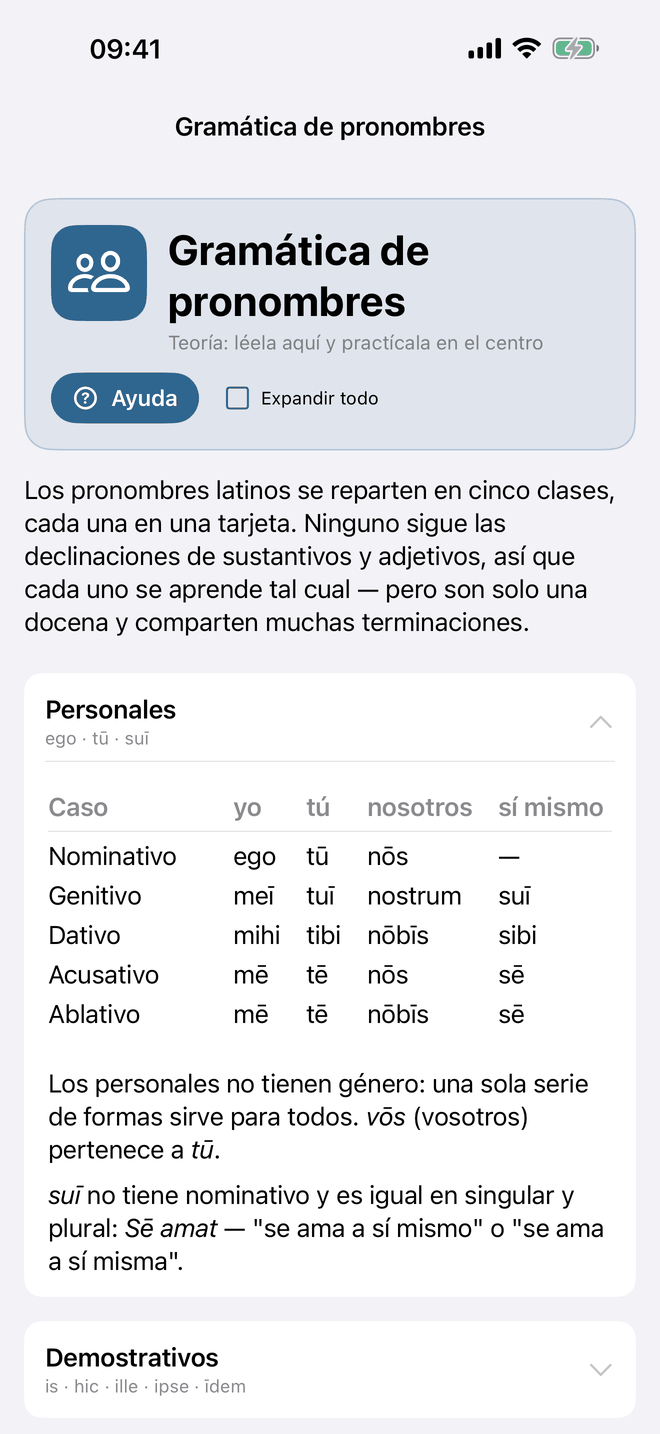 09:41
Gramática de pronombres
Gramática de
pronombres
Teoría: léela aquí y practícala en el centro
Ayuda
Expandir todo
Los pronombres latinos se reparten en cinco clases,
cada una en una tarjeta. Ninguno sigue las
declinaciones de sustantivos y adjetivos, así que
cada uno se aprende tal cual — pero son solo una
docena y comparten muchas terminaciones.
Personales
ego · tū · suī
Caso yo tú nosotros sí mismo
Nominativo ego tū nōs —
Genitivo meī tuī nostrum suī
Dativo mihi tibi nōbīs sibi
Acusativo mē tē nōs sē
Ablativo mē tē nōbīs sē
Los personales no tienen género: una sola serie
de formas sirve para todos. vōs (vosotros)
pertenece a tū.
suī no tiene nominativo y es igual en singular y
plural: Sē amat — "se ama a sí mismo" o "se ama
a sí misma".
Demostrativos
is · hic · ille · ipse · īdem